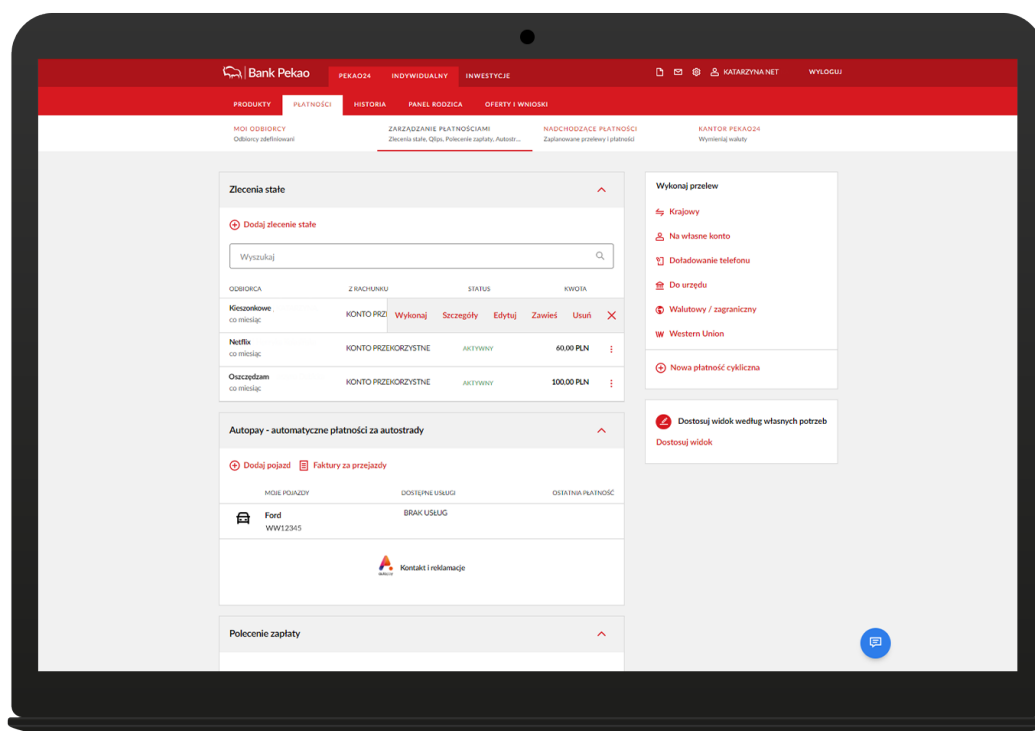 Bank Pekao
PEKAO24 INDYWIDUALNY INWESTYCJE
KATARZYNA NET WYLOGUJ
PRODUKTY PŁATNOŚCI HISTORIA PANEL RODZICA OFERTY I WNIOSKI
MOI ODBIORCY ZARZĄDZANIE PŁATNOŚCIAMI NADCHODZĄCE PŁATNOŚCI KANTOR PEKAO24
Odbiorcy zdefiniowani Zlecenia stałe, Qlips, Polecenie zapłaty, Autostr... Zaplanowane przelewy i płatności Wymieniaj waluty
Zlecenia stałe
Dodaj zlecenie stałe
Wyszukaj
ODBIORCA Z RACHUNKU STATUS KWOTA
Kieszonkowe
co miesiąc
KONTO PRZ Wykonaj Szczegóły Edytuj Zawieś Usuń
Netflix
co miesiąc
KONTO PRZEKORZYSTNE AKTYWNY 60,00 PLN
Oszczędzam
co miesiąc
KONTO PRZEKORZYSTNE AKTYWNY 100,00 PLN
Autopay - automatyczne płatności za autostrady
Dodaj pojazd Faktury za przejazdy
MOJE POJAZDY DOSTĘPNE USŁUGI OSTATNIA PŁATNOŚĆ
Ford
WW12345
BRAK USŁUG
Kontakt i reklamacje
Polecenie zapłaty
Wykonaj przelew
Krajowy
Na własne konto
Doładowanie telefonu
Do urzędu
Walutowy / zagraniczny
Western Union
Nowa płatność cykliczna
Dostosuj widok według własnych potrzeb
Dostosuj widok